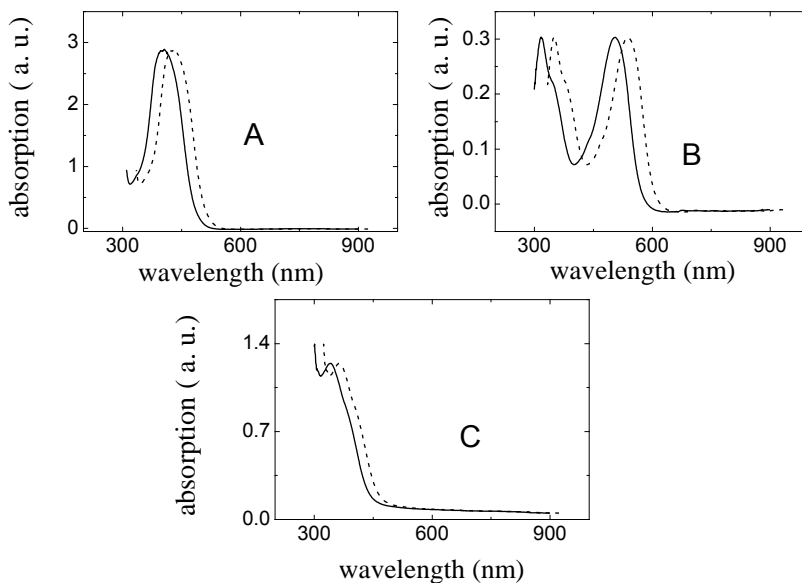 absorption ( a. u.)
3
2
1
0
A
300
600
900
wavelength (nm)
absorption ( a. u.)
0.3
0.2
0.1
0.0
B
300
600
900
wavelength (nm)
absorption ( a. u.)
1.4
0.7
0.0
C
300
600
900
wavelength (nm)